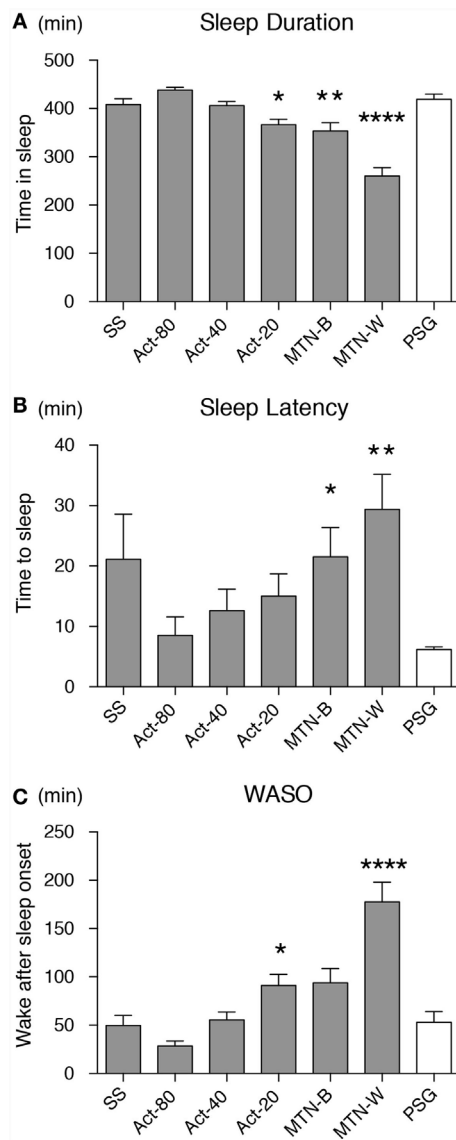 A (min) Sleep Duration
500
400
300
200
100
0
Time in sleep
* ** ****
SS Act-80 Act-40 Act-20 MTN-B MTN-W PSG
B (min) Sleep Latency
40
30
20
10
0
Time to sleep
* **
SS Act-80 Act-40 Act-20 MTN-B MTN-W PSG
C (min) WASO
250
200
150
100
50
0
Wake after sleep onset
* ****
SS Act-80 Act-40 Act-20 MTN-B MTN-W PSG